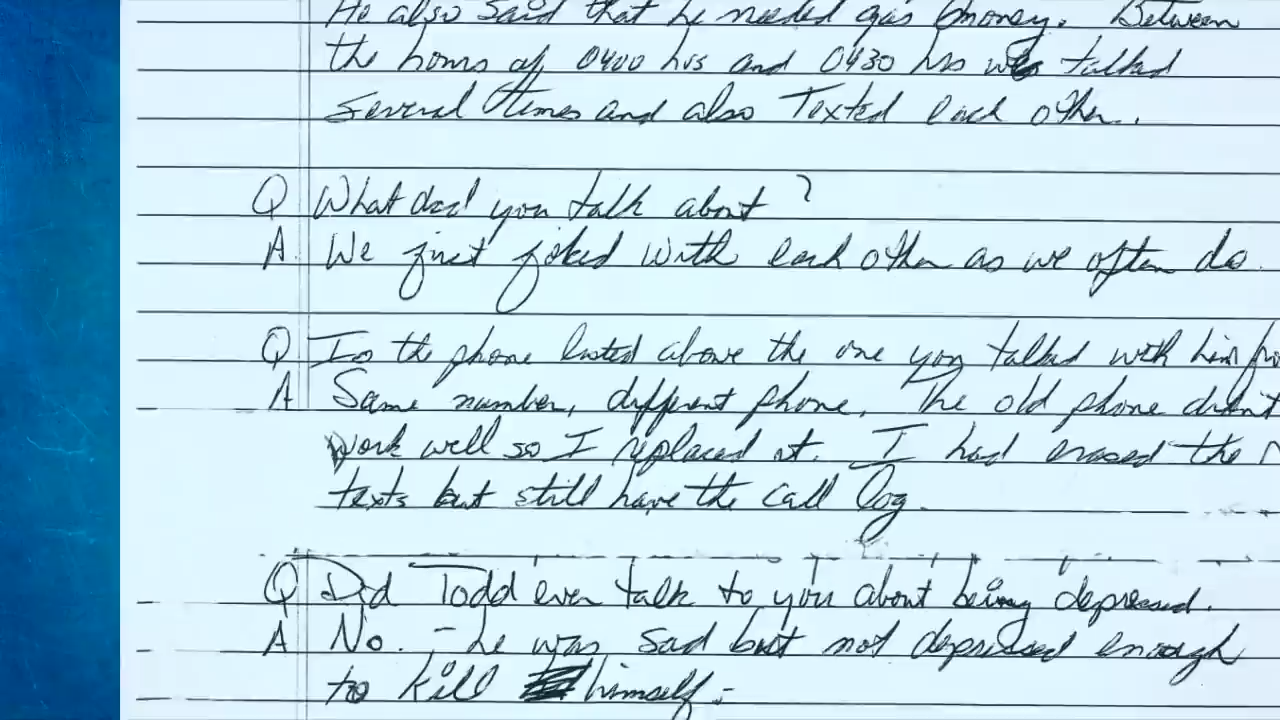 He also said that he needed gas money. Between
the hours of 0400 hrs and 0430 hrs we talked
several times and also Texted each other.
Q What did you talk about?
A. We just joked with each other as we often do.
Q Is the phone listed above the one you talked with him
A Same number, different phone. The old phone didnt
work well so I replaced it. I had erased the
texts but still have the call log.
Q Did Todd ever talk to you about being depressed.
A No. - he was sad but not depressed enough
to kill himself. -